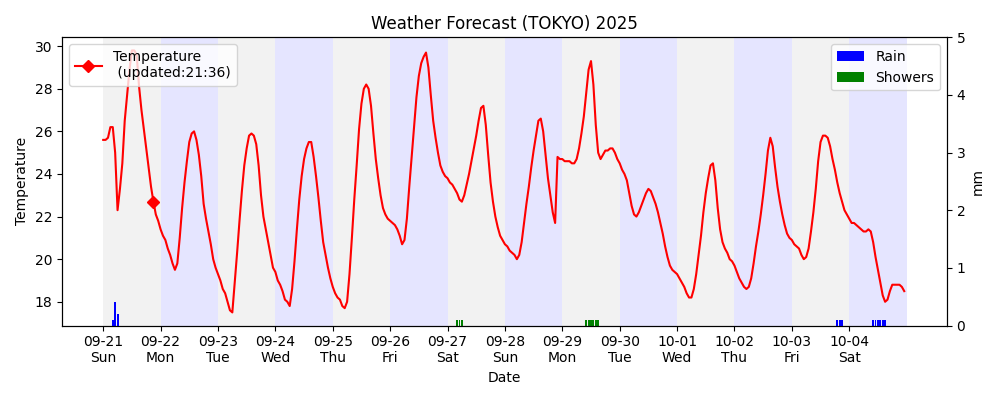 Weather Forecast (TOKYO) 2025
Temperature
(updated:21:36)
Rain
Showers
30
28
26
24
22
20
18
Temperature
5
4
3
2
1
0
mm
09-21 09-22 09-23 09-24 09-25 09-26 09-27 09-28 09-29 09-30 10-01 10-02 10-03 10-04
Sun Mon Tue Wed Thu Fri Sat Sun Mon Tue Wed Thu Fri Sat
Date